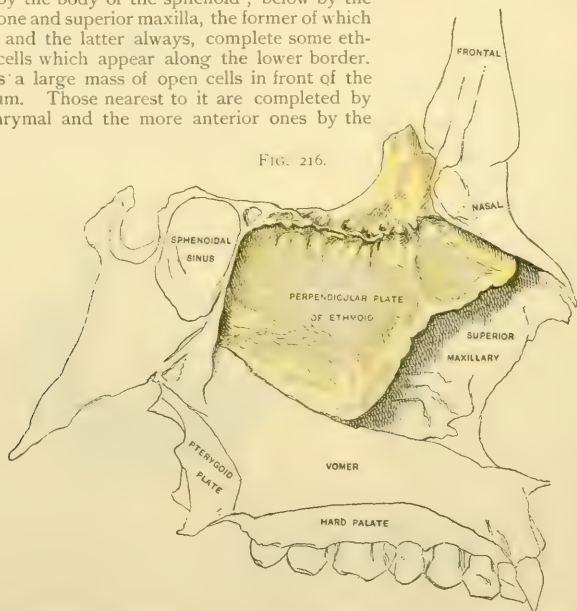 by the body of the sphenoid; below by the
one and superior maxilla, the former of which
and the latter always, complete some eth-
cells which appear along the lower border.
s a large mass of open cells in front of the
um. Those nearest to it are completed by
hrymal and the more anterior ones by the
FIG. 216.
FRONTAL
NASAL
SPHENOIDAL
SINUS
PERPENDICULAR PLATE
OF ETHMOID
SUPERIOR
MAXILLARY
PTERYGOID
PLATE
VOMER
HARD PALATE